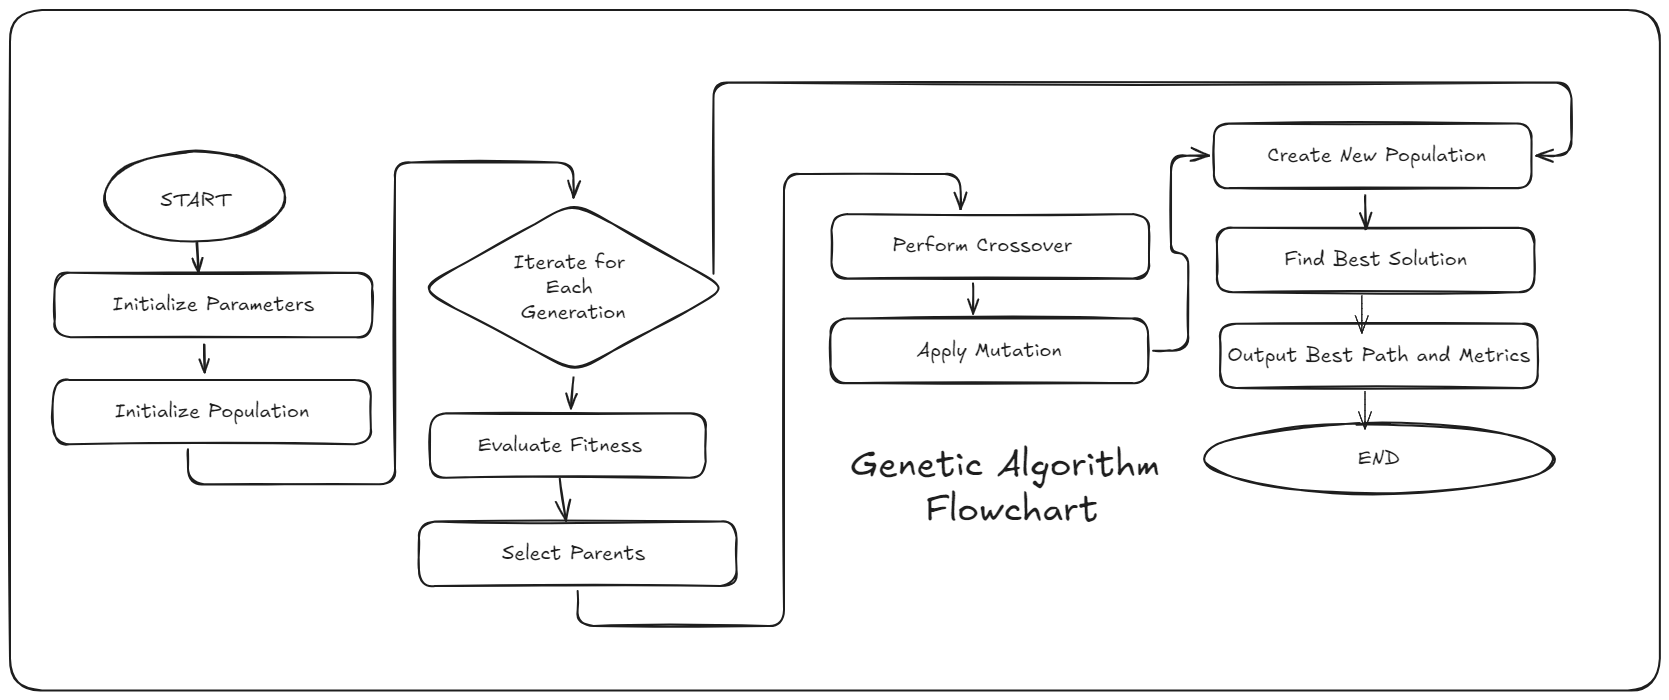 START
Initialize Parameters
Initialize Population
Iterate for
Each
Generation
Evaluate Fitness
Select Parents
Perform Crossover
Apply Mutation
Create New Population
Find Best Solution
Output Best Path and Metrics
END
Genetic Algorithm
Flowchart